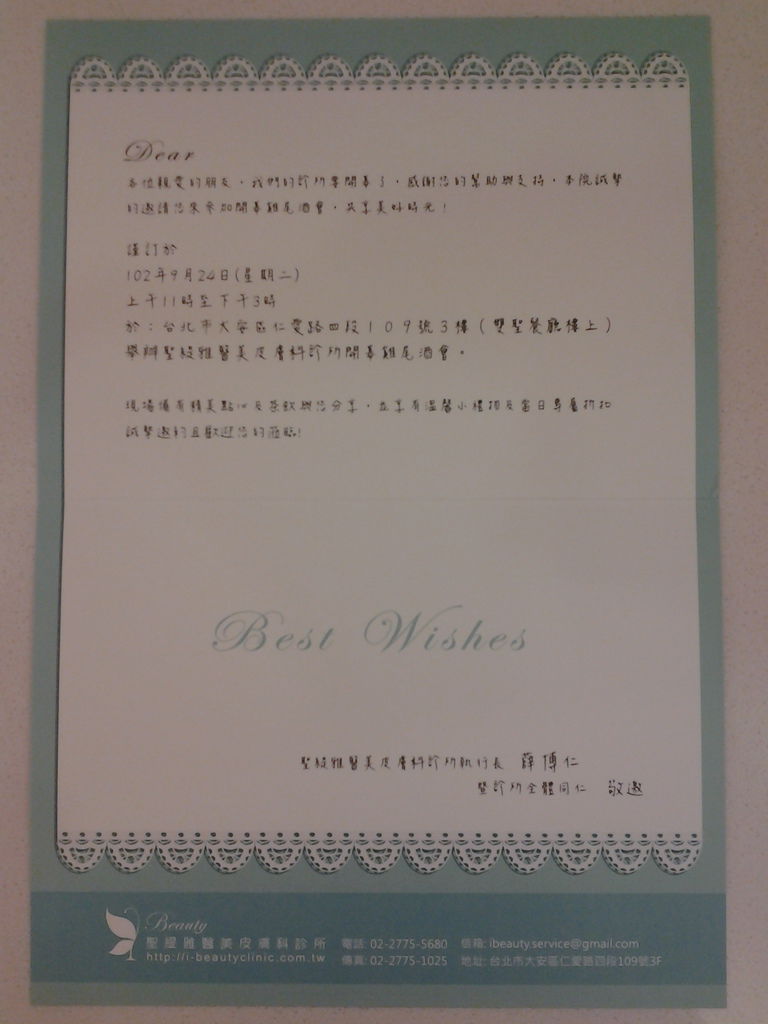 Dear
各位親愛的朋友，我們的診所要開幕了，感謝您的幫助與支持，本院誠摯
的邀請您來參加開幕雞尾酒會，共享美好時光！
謹訂於
102年9月24日(星期二)
上午11時至下午3時
於：台北市大安區仁愛路四段１０９號３樓（雙聖餐廳樓上）
舉辦聖緹雅醫美皮膚科診所開幕雞尾酒會。
現場備有精美點心及茶飲與您分享，並享有溫馨小禮物及當日專屬折扣
誠摯邀約且歡迎您的蒞臨!
Best Wishes
聖緹雅醫美皮膚科診所執行長 薛博仁
暨診所全體同仁 敬邀
Beauty
聖緹雅醫美皮膚科診所 電話: 02-2775-5680 信箱: ibeauty.service@gmail.com
http://i-beautyclinic.com.tw 傳真: 02-2775-1025 地址: 台北市大安區仁愛路四段109號3F